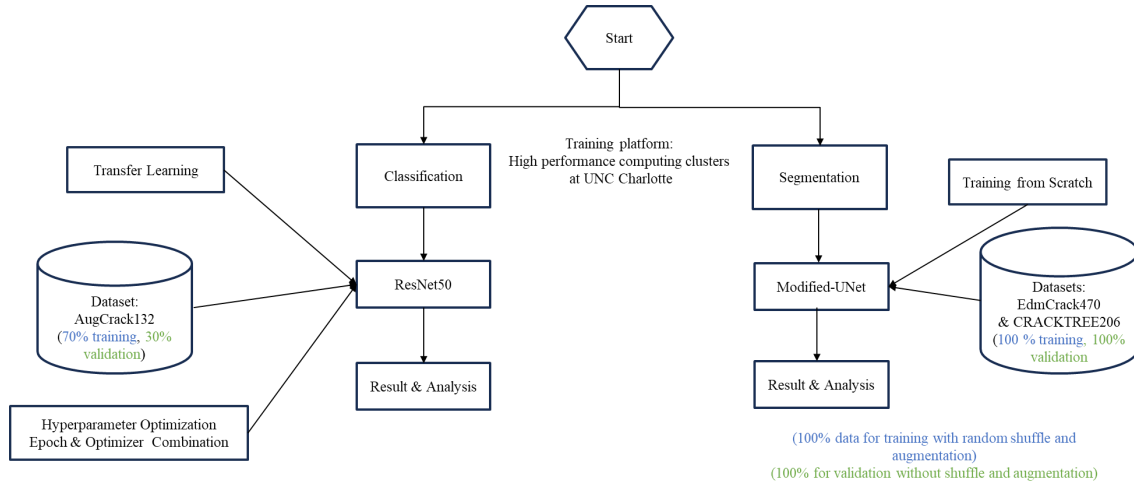 Start
Training platform:
High performance computing clusters
at UNC Charlotte
Transfer Learning
Classification
Segmentation
Training from Scratch
Dataset:
AugCrack132
(70% training, 30%
validation)
ResNet50
Modified-UNet
Datasets:
EdmCrack470
& CRACKTREE206
(100 % training, 100%
validation
Hyperparameter Optimization
Epoch & Optimizer Combination
Result & Analysis
Result & Analysis
(100% data for training with random shuffle and
augmentation)
(100% for validation without shuffle and augmentation)